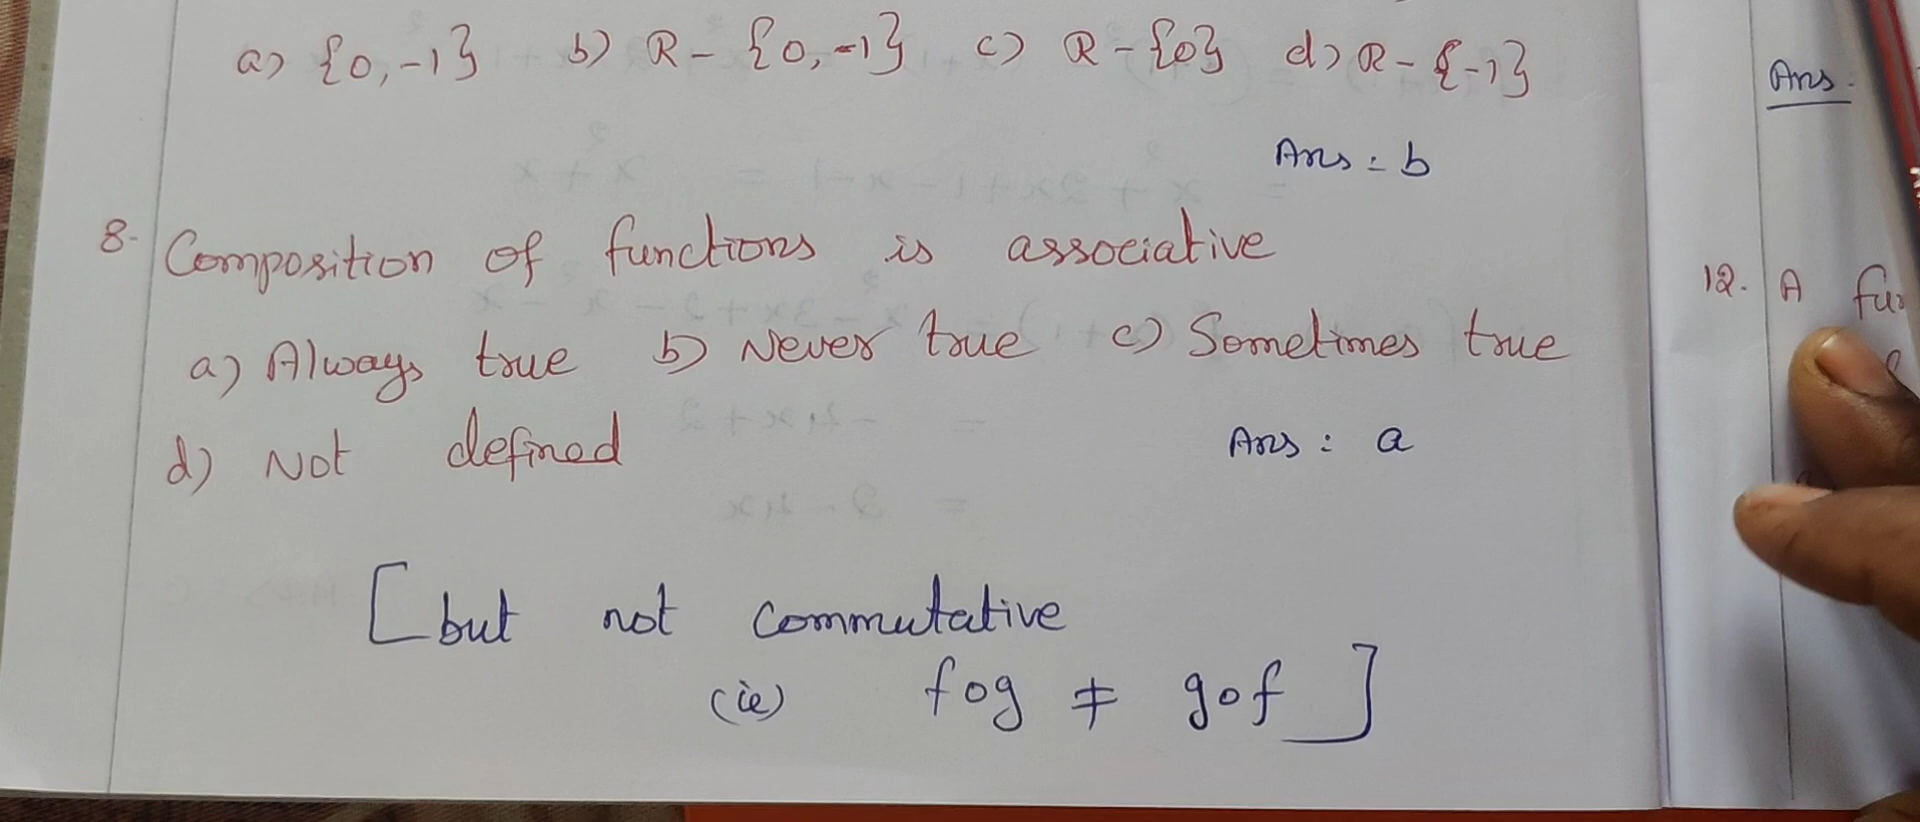 a) {0,-1} b) R - {0,-1} c) R - {0} d) R - {-1}
Ans = b
8. Composition of functions is associative
a) Always true b) Never true c) Sometimes true
d) Not defined Ans : a
[but not commutative
(ie) fog ≠ gof]
Ans.
12. A fu